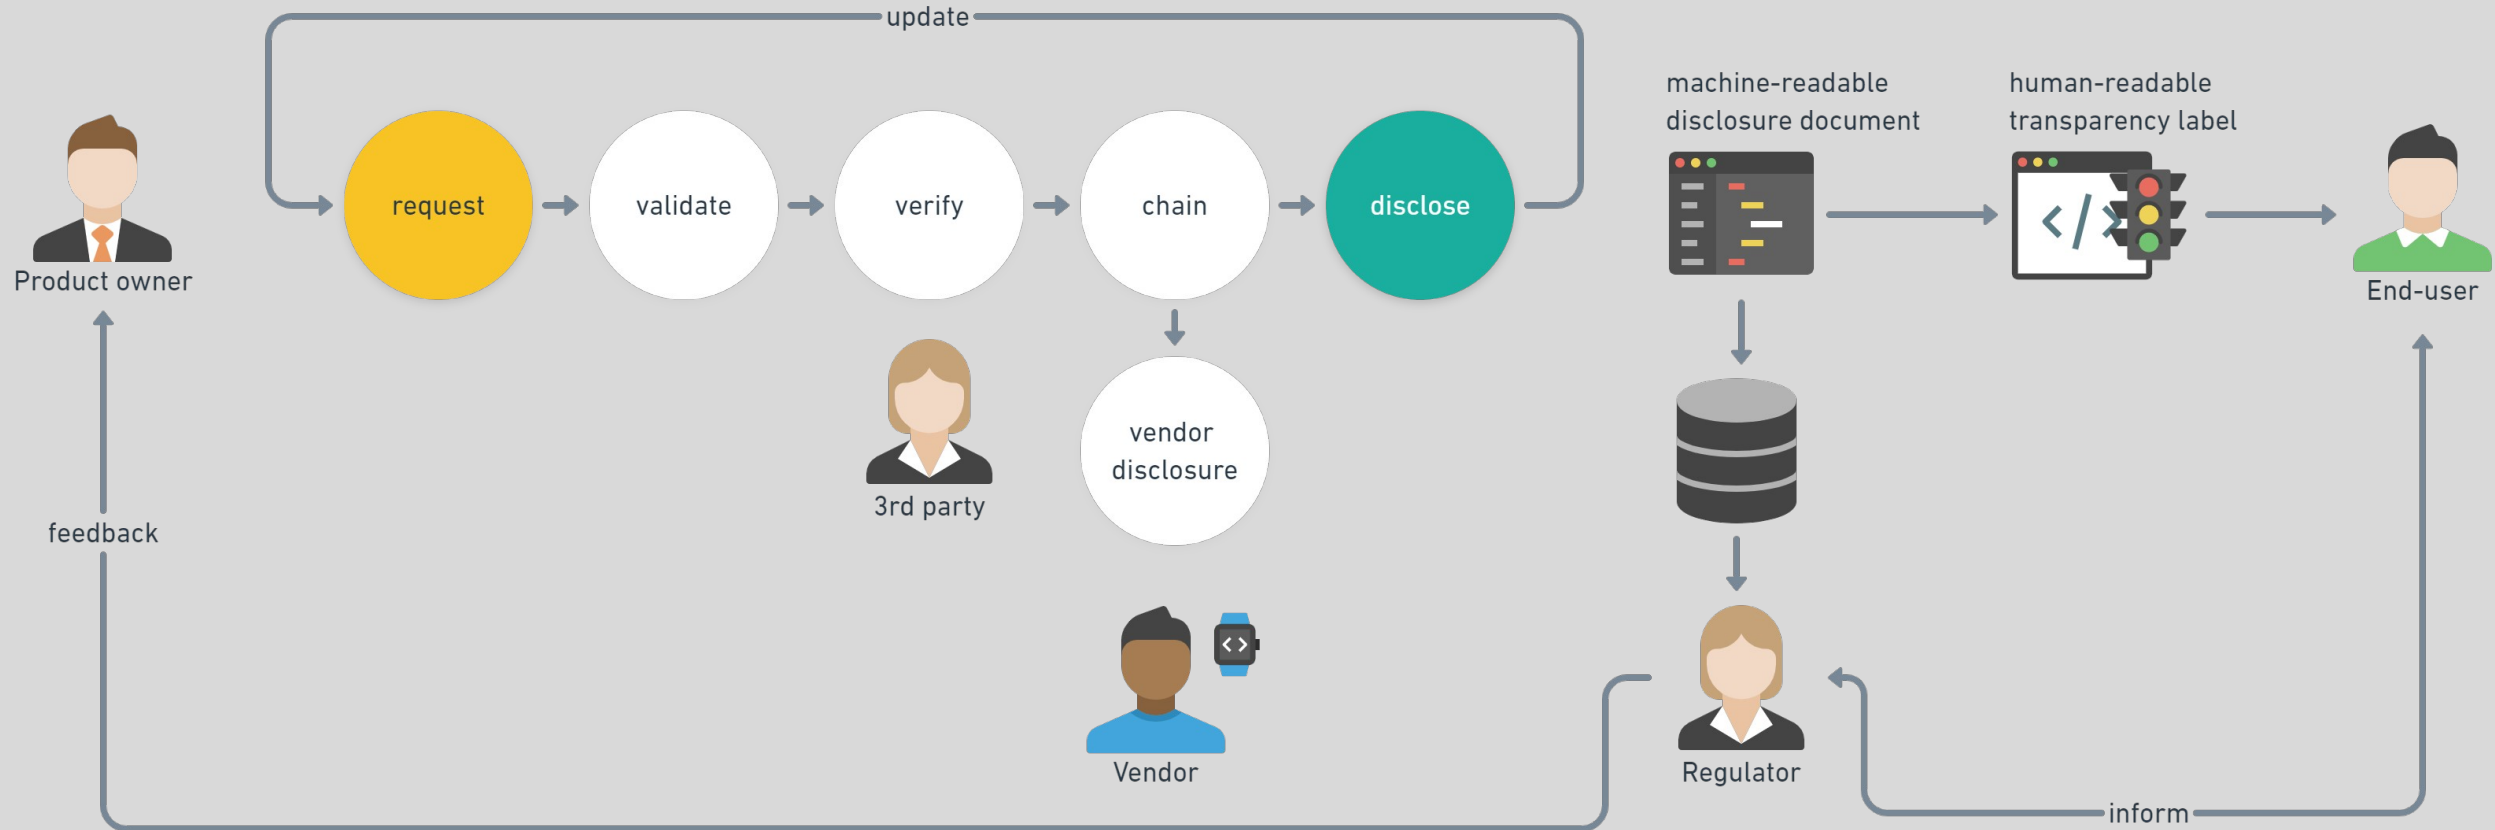 update
machine-readable
disclosure document
human-readable
transparency label
request
validate
verify
chain
disclose
Product owner
End-user
vendor
disclosure
3rd party
feedback
Vendor
Regulator
inform